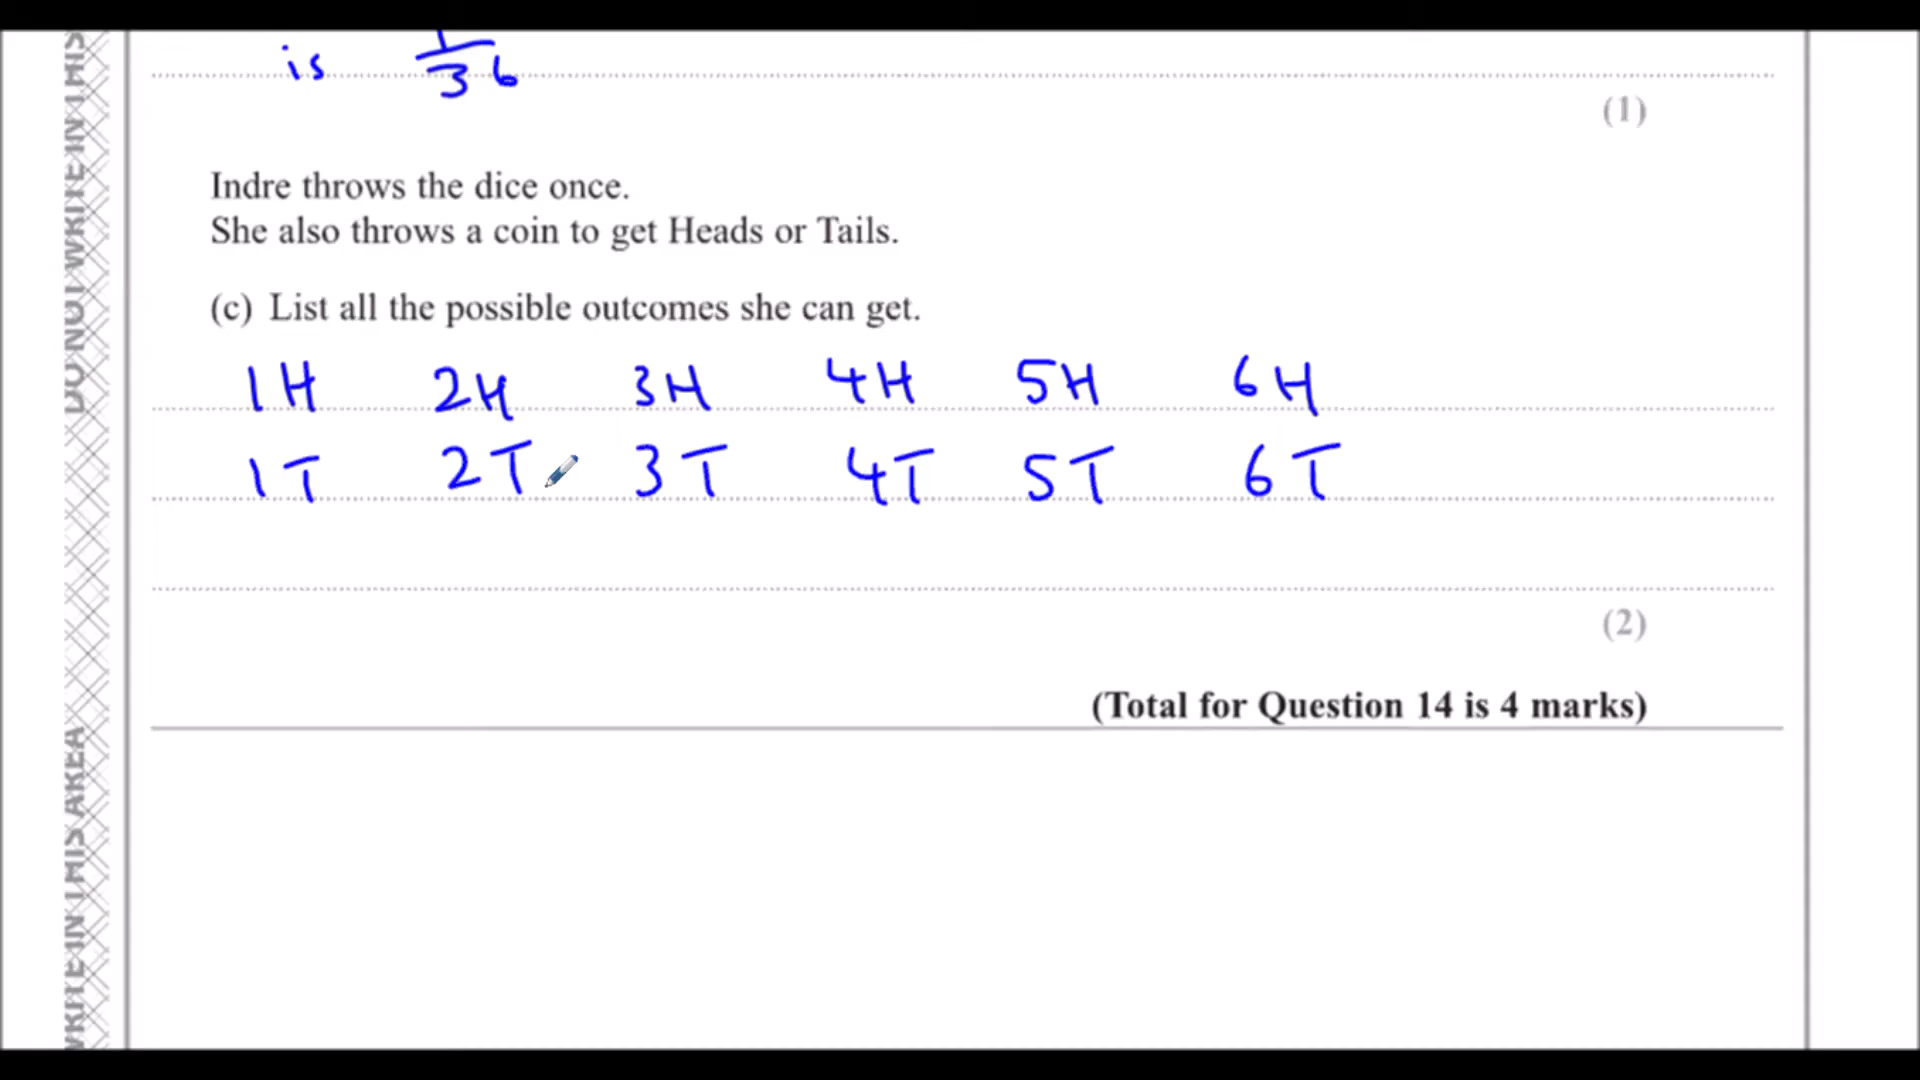 is 1/36
(1)
Indre throws the dice once.
She also throws a coin to get Heads or Tails.
(c) List all the possible outcomes she can get.
1H 2H 3H 4H 5H 6H
1T 2T 3T 4T 5T 6T
(2)
(Total for Question 14 is 4 marks)
DO NOT WRITE IN THIS
WRITE IN THIS AREA